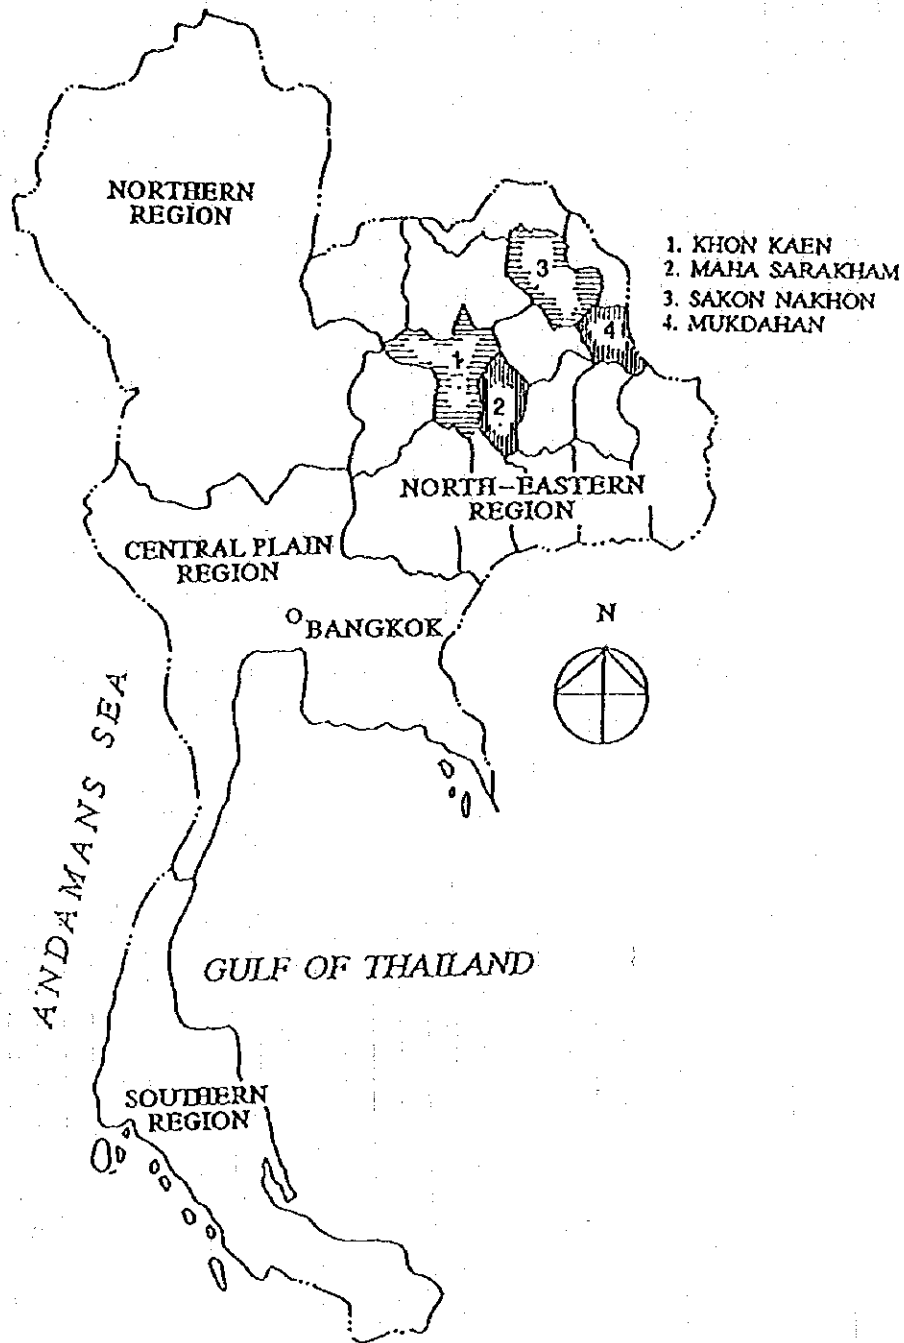 NORTHERN
REGION
1. KHON KAEN
2. MAHA SARAKHAM
3. SAKON NAKHON
4. MUKDAHAN
3
4
1
2
NORTH-EASTERN
REGION
CENTRAL PLAIN
REGION
BANGKOK
N
ANDAMANS SEA
GULF OF THAILAND
SOUTHERN
REGION